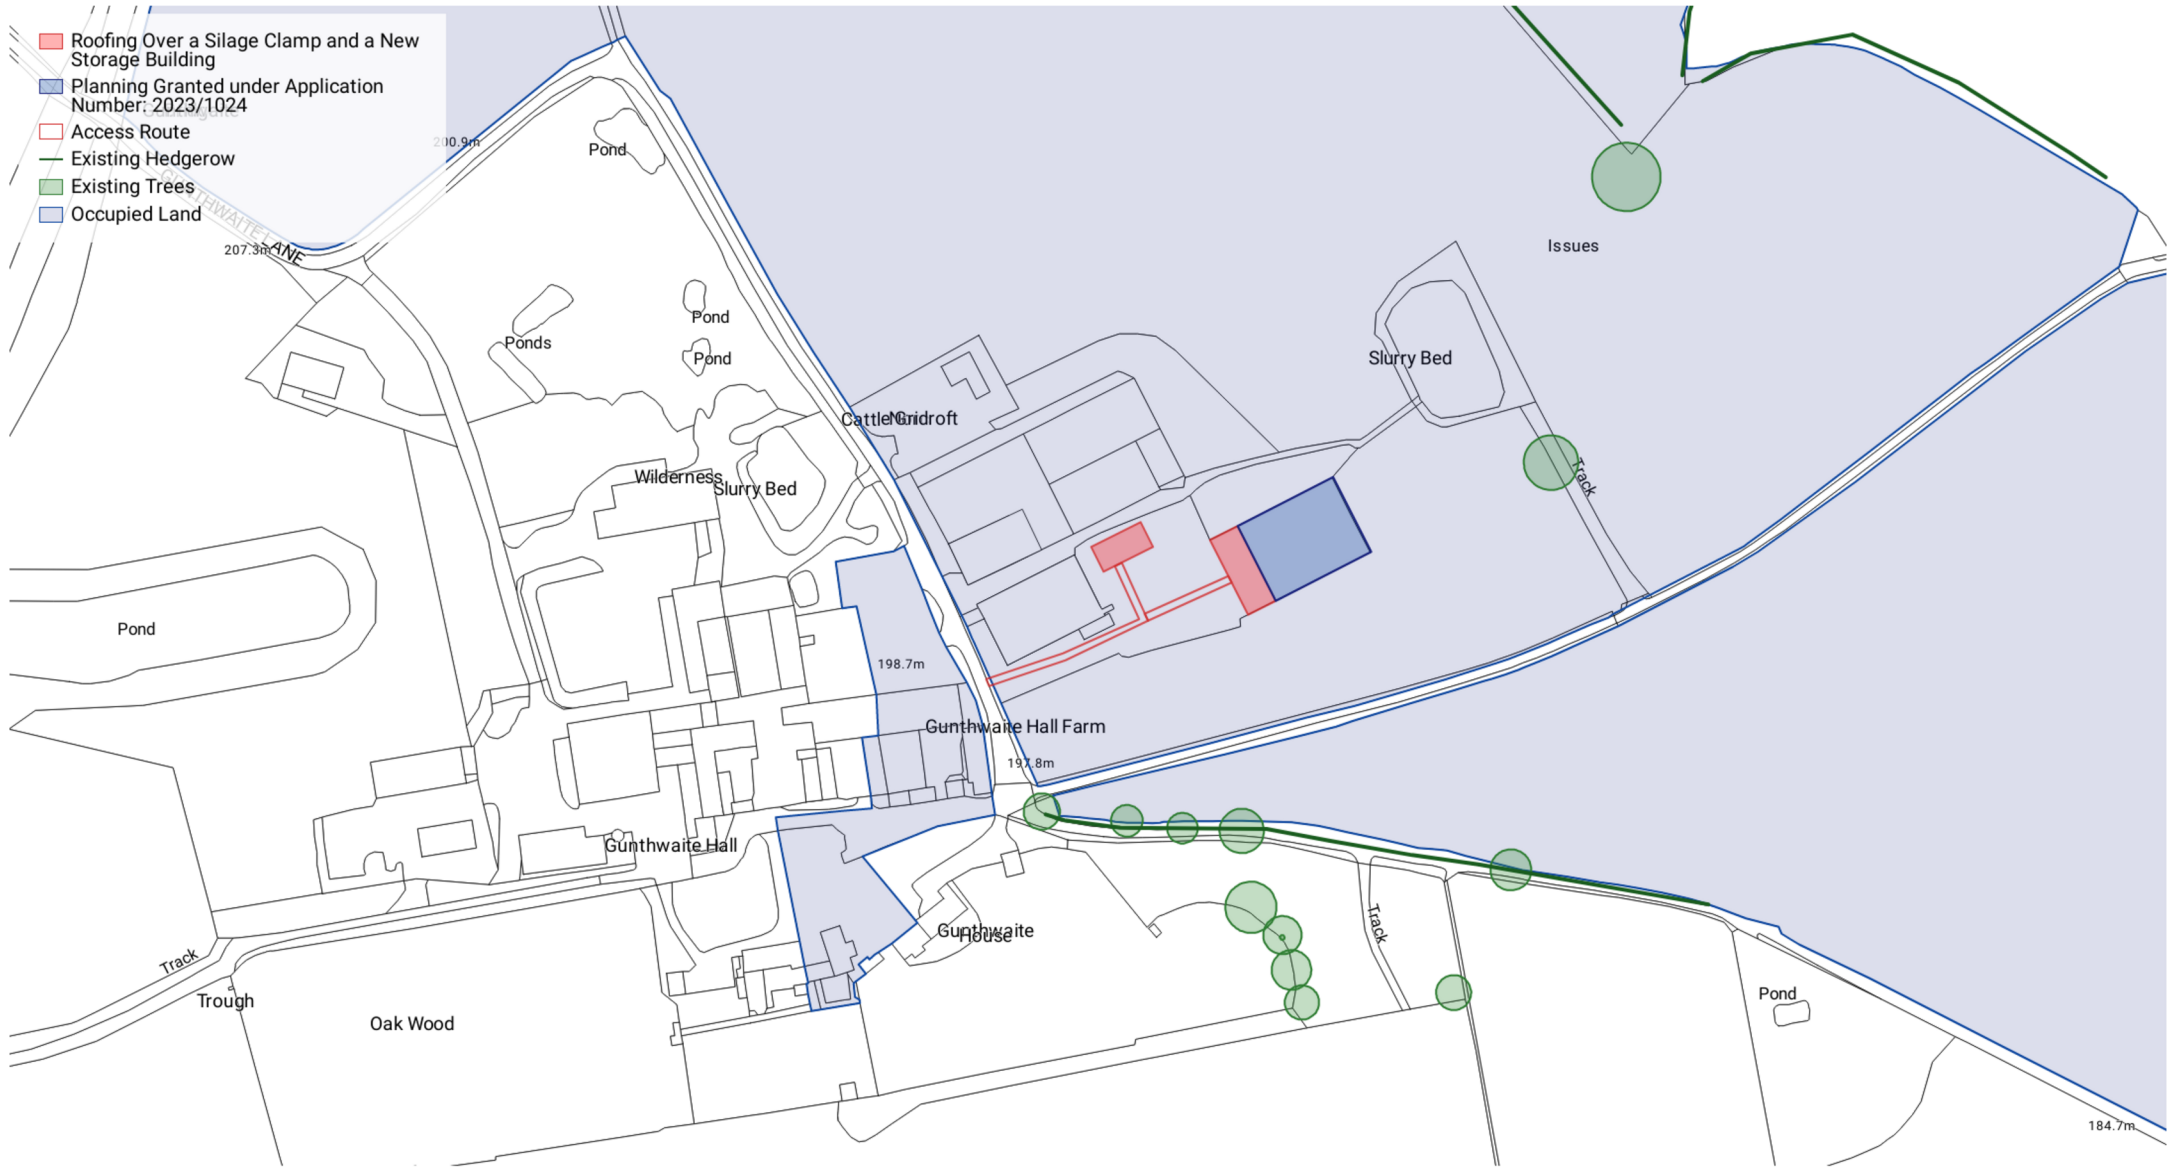 Roofing Over a Silage Clamp and a New
Storage Building
Planning Granted under Application
Number: 2023/1024
Access Route
Existing Hedgerow
Existing Trees
Occupied Land
200.9m
GUNTHWAITE LANE
207.3m
Pond
Issues
Pond
Ponds
Pond
Slurry Bed
Cattle Grid
Wilderness
Slurry Bed
Track
Pond
198.7m
Gunthwaite Hall Farm
197.8m
Gunthwaite Hall
Gunthwaite
House
Track
Track
Trough
Oak Wood
Pond
184.7m